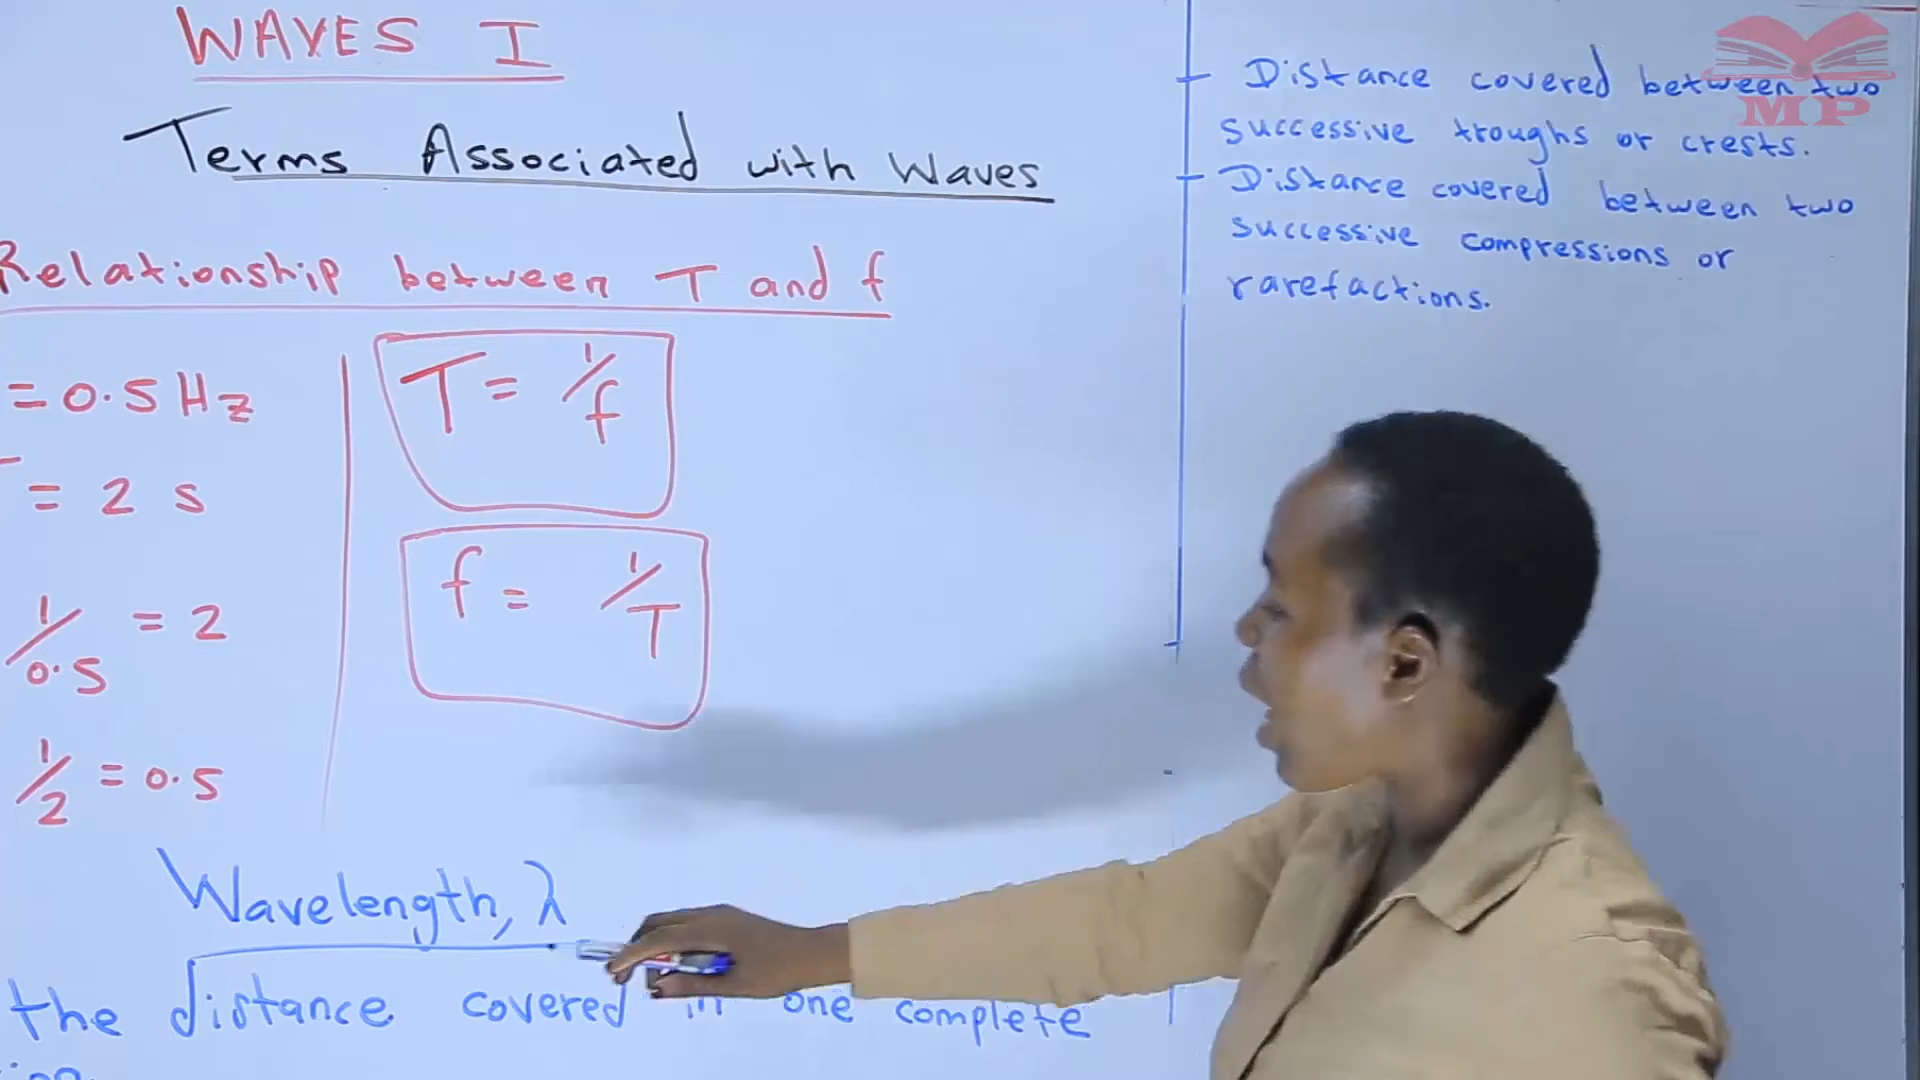 WAVES I
Terms Associated with Waves
Relationship between T and f
= 0.5 Hz
= 2 s
1/0.5 = 2
1/2 = 0.5
T = 1/f
f = 1/T
Wavelength, λ
the distance covered in one complete
- Distance covered between two
successive troughs or crests.
- Distance covered between two
successive compressions or
rarefactions.
MP